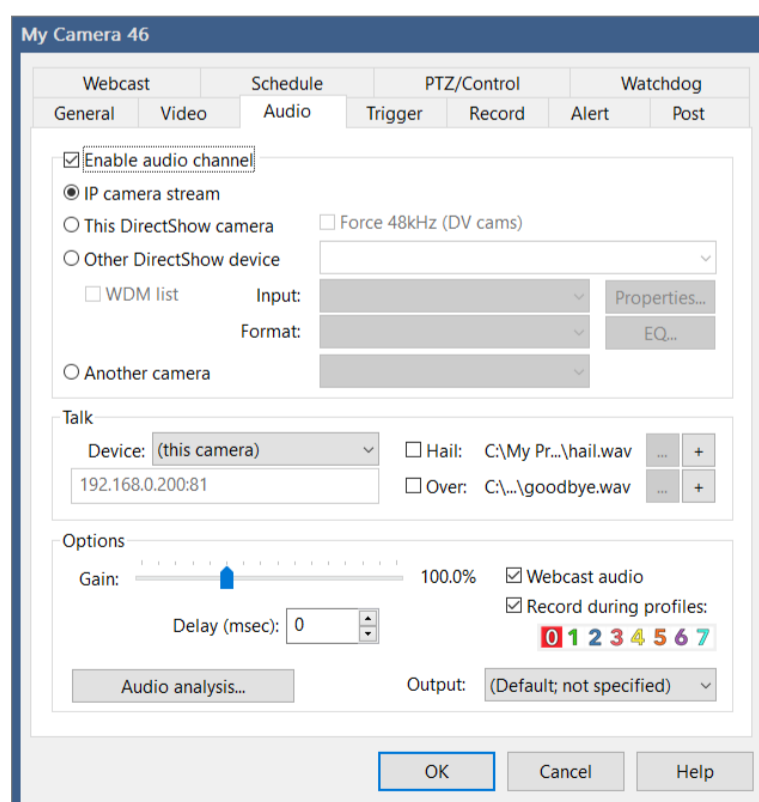 My Camera 46
Webcast Schedule PTZ/Control Watchdog
General Video Audio Trigger Record Alert Post
Enable audio channel
IP camera stream
This DirectShow camera Force 48kHz (DV cams)
Other DirectShow device
WDM list Input: Properties...
Format: EQ...
Another camera
Talk
Device: (this camera) Hail: C:\My Pr...\hail.wav ... +
192.168.0.200:81 Over: C:\...\goodbye.wav ... +
Options
Gain: 100.0% Webcast audio
Record during profiles:
Delay (msec): 0 0 1 2 3 4 5 6 7
Audio analysis... Output: (Default; not specified)
OK Cancel Help